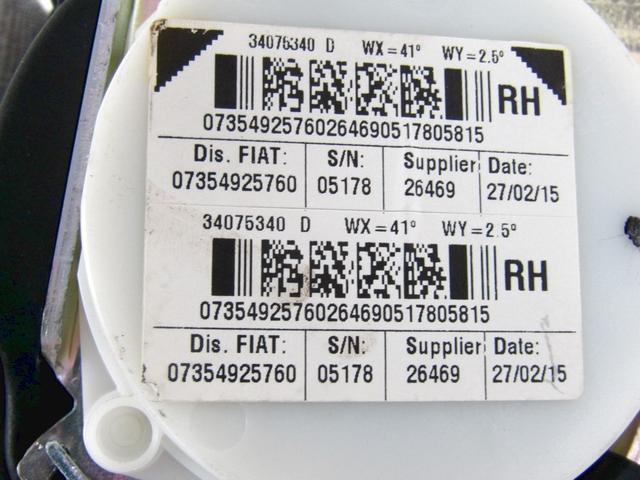 34075340 D WX=41° WY=2.5°
RH
07354925760264690517805815
Dis. FIAT: S/N: Supplier: Date:
07354925760 05178 26469 27/02/15
34075340 D WX=41° WY=2.5°
RH
07354925760264690517805815
Dis. FIAT: S/N: Supplier: Date:
07354925760 05178 26469 27/02/15